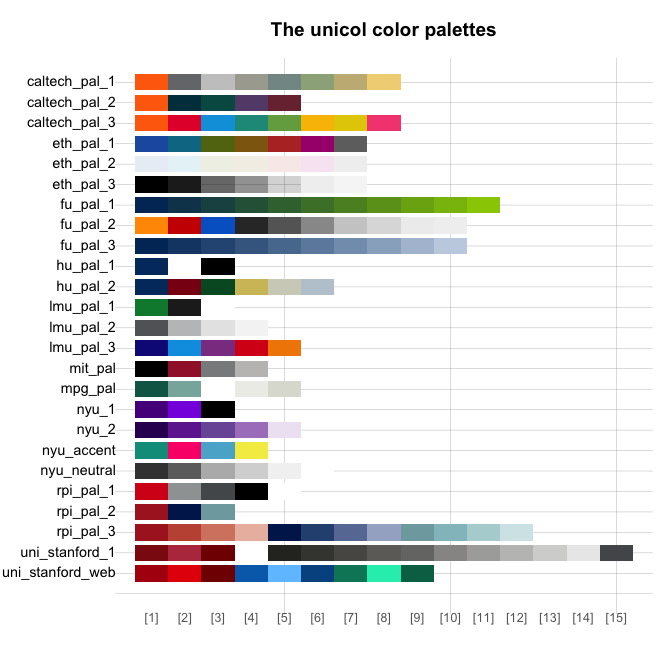 The unicol color palettes
caltech_pal_1
caltech_pal_2
caltech_pal_3
eth_pal_1
eth_pal_2
eth_pal_3
fu_pal_1
fu_pal_2
fu_pal_3
hu_pal_1
hu_pal_2
lmu_pal_1
lmu_pal_2
lmu_pal_3
mit_pal
mpg_pal
nyu_1
nyu_2
nyu_accent
nyu_neutral
rpi_pal_1
rpi_pal_2
rpi_pal_3
uni_stanford_1
uni_stanford_web
[1] [2] [3] [4] [5] [6] [7] [8] [9] [10] [11] [12] [13] [14] [15]